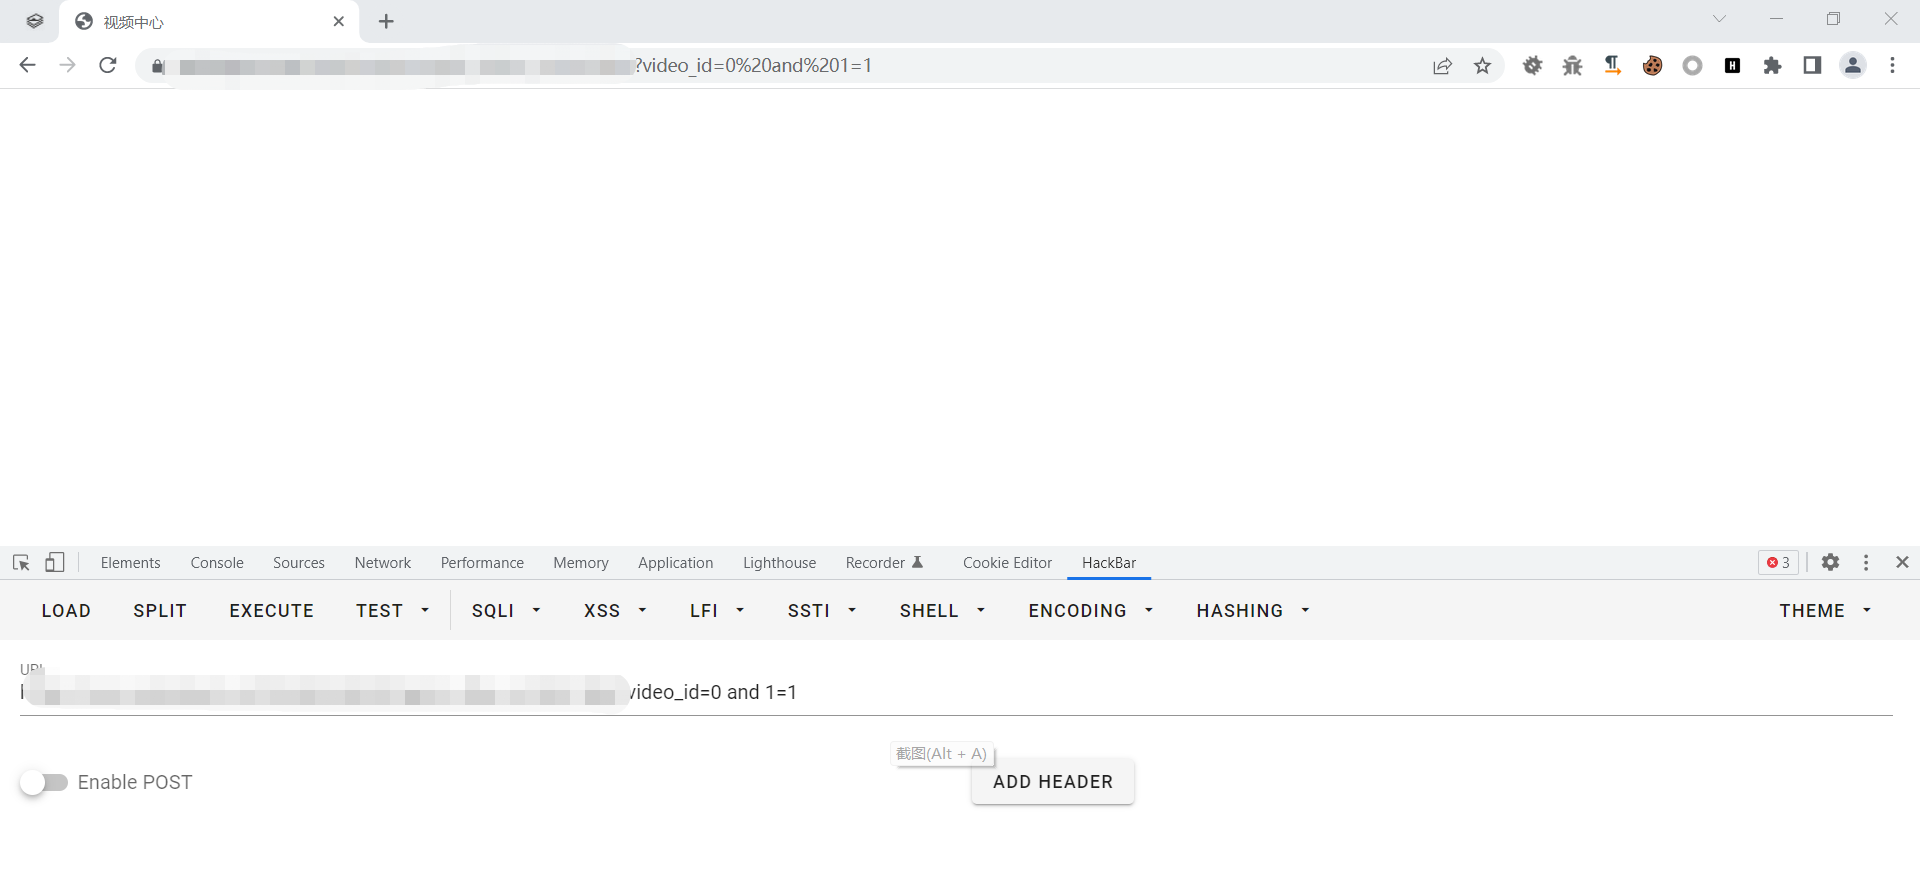 视频中心
?video_id=0%20and%201=1
Elements Console Sources Network Performance Memory Application Lighthouse Recorder Cookie Editor HackBar 3
LOAD SPLIT EXECUTE TEST SQLI XSS LFI SSTI SHELL ENCODING HASHING THEME
URL
video_id=0 and 1=1
截图(Alt + A)
Enable POST ADD HEADER